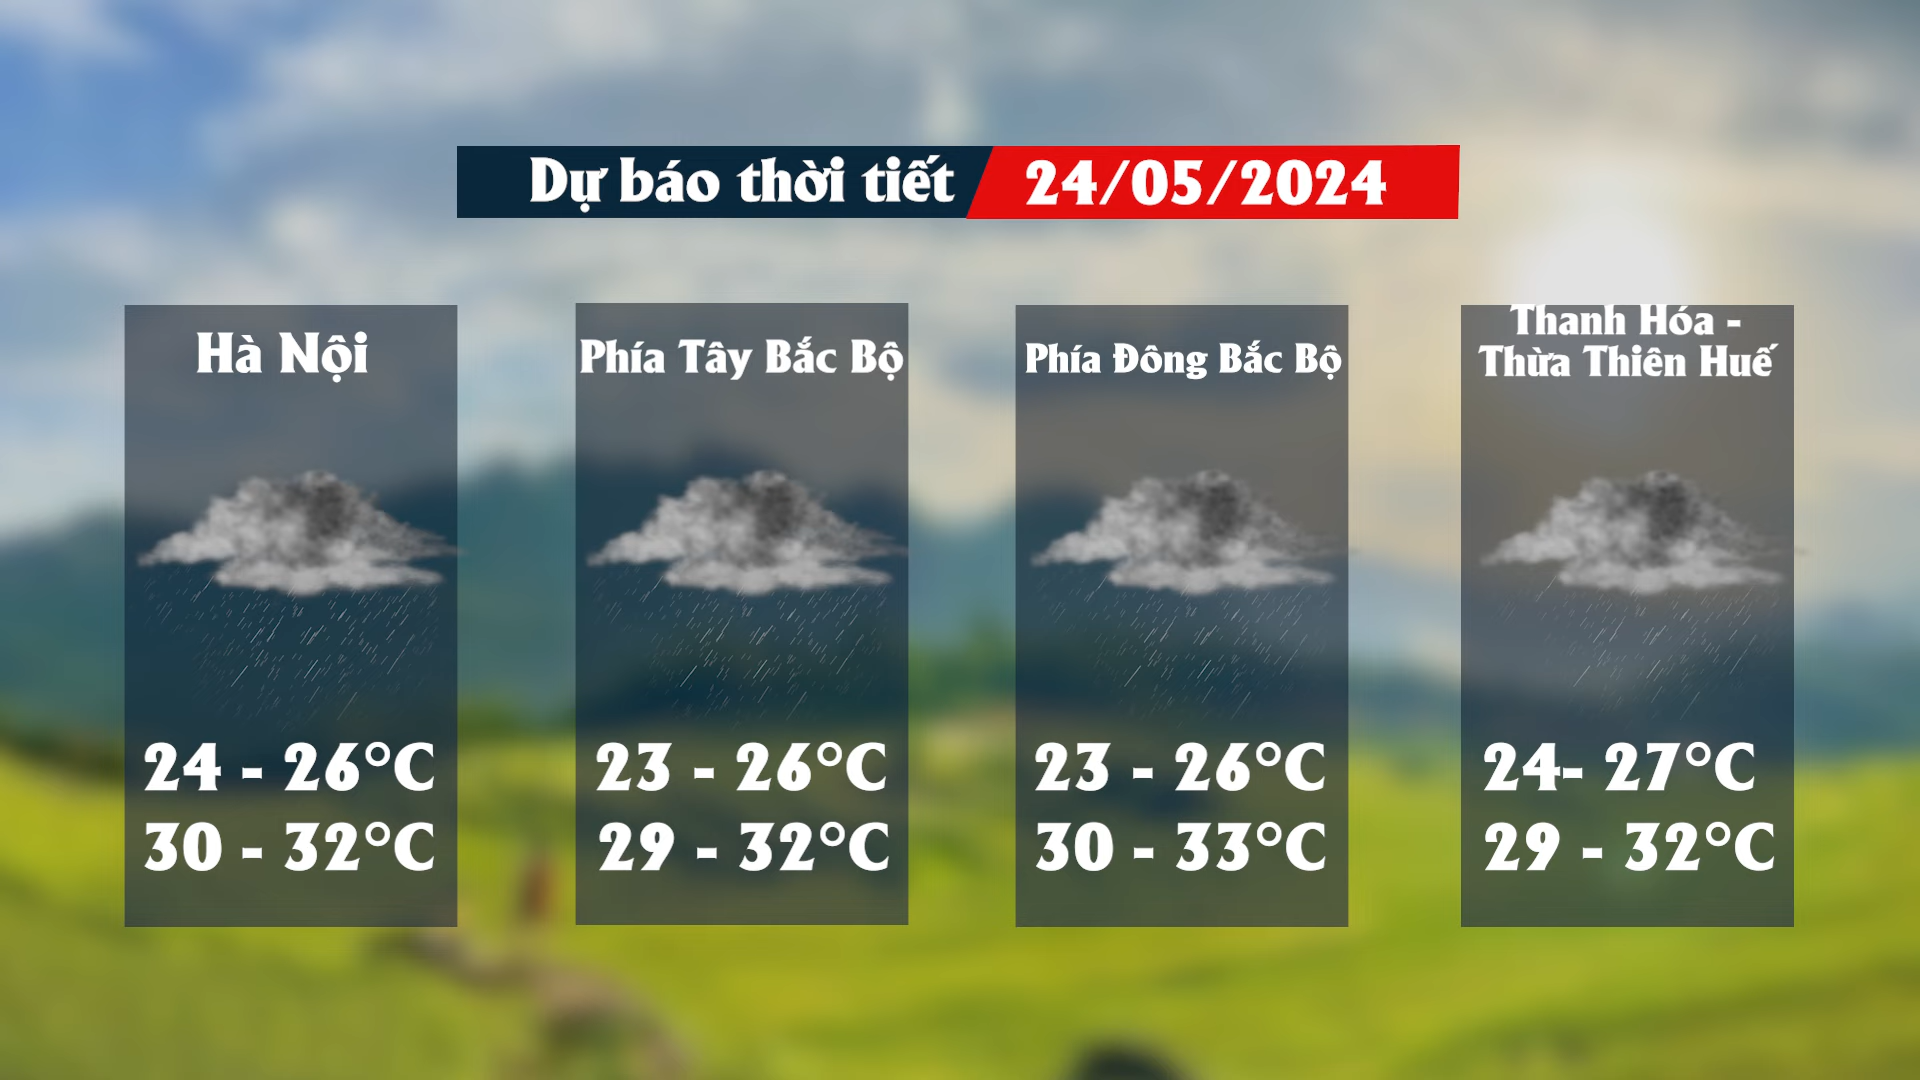 Dự báo thời tiết 24/05/2024
Hà Nội
24 - 26°C
30 - 32°C
Phía Tây Bắc Bộ
23 - 26°C
29 - 32°C
Phía Đông Bắc Bộ
23 - 26°C
30 - 33°C
Thanh Hóa -
Thừa Thiên Huế
24- 27°C
29 - 32°C